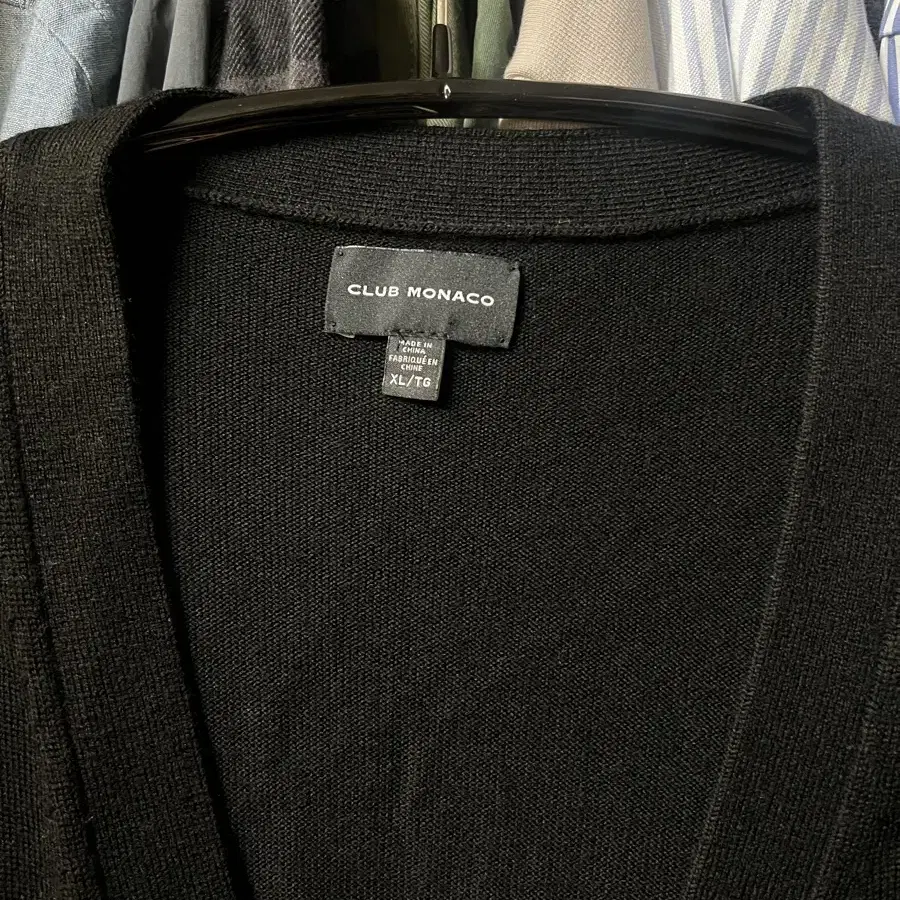 CLUB MONACO
MADE IN
CHINA
FABRIQUÉ EN
CHINE
XL/TG